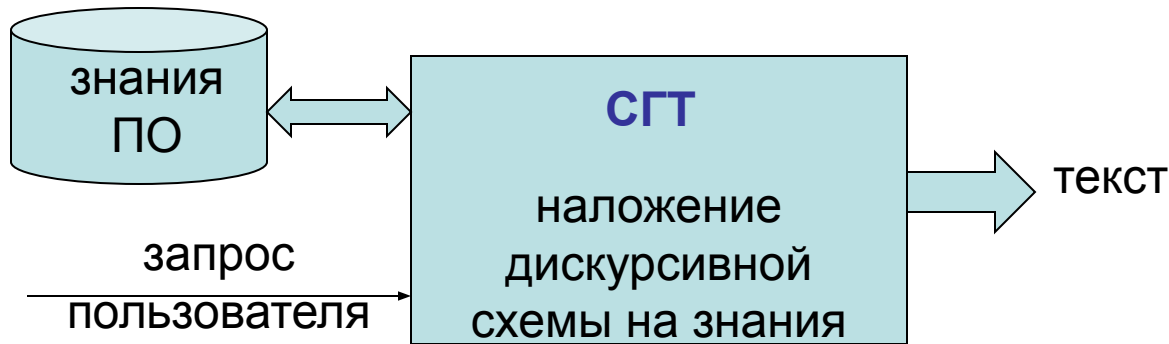 знания
ПО
СГТ
наложение
дискурсивной
схемы на знания
запрос
пользователя
текст